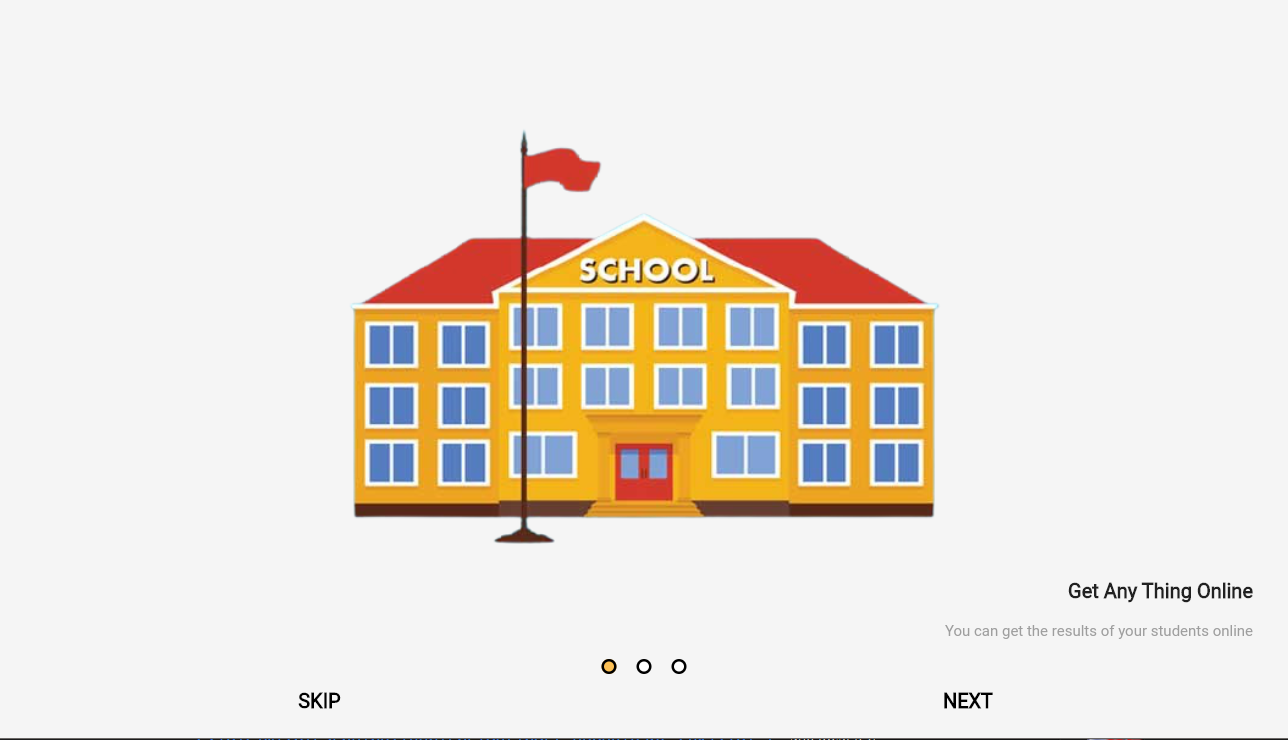 SCHOOL
Get Any Thing Online
You can get the results of your students online
SKIP
NEXT